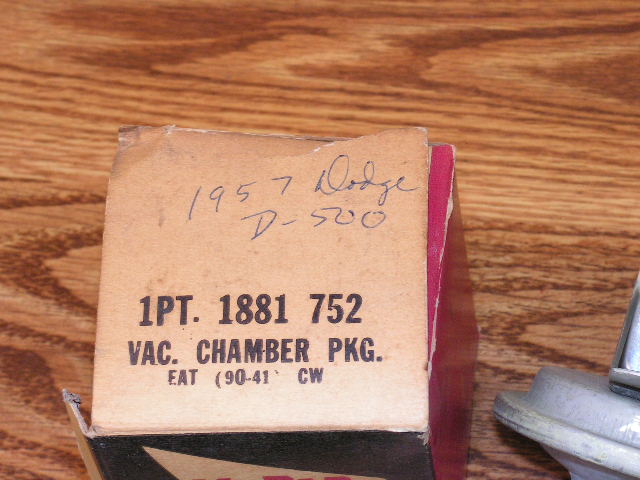 1957 Dodge
D-500
1PT. 1881 752
VAC. CHAMBER PKG.
EAT (90-41 CW